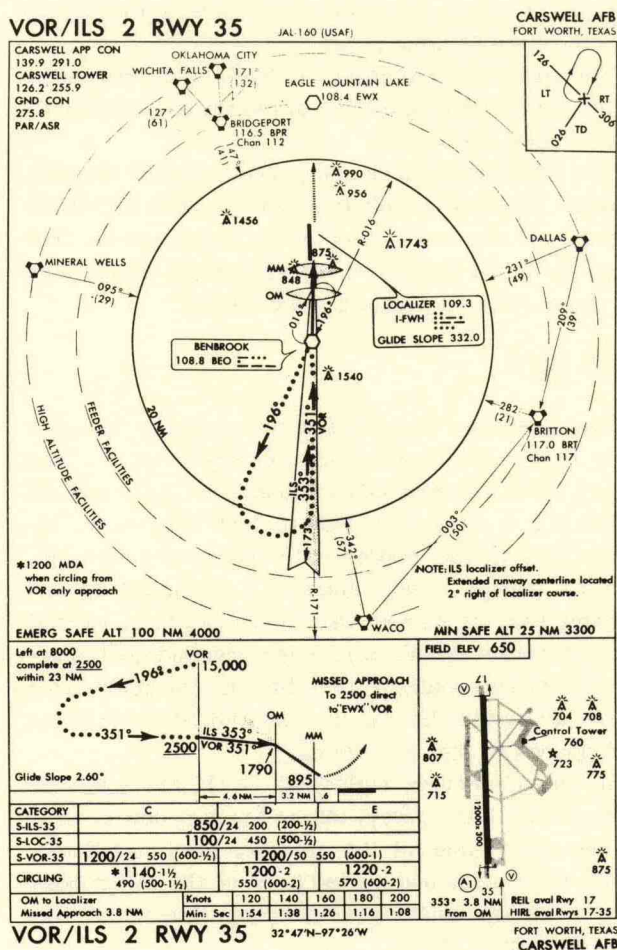 VOR/ILS 2 RWY 35
JAL-160 (USAF)
CARSWELL AFB
FORT WORTH, TEXAS
CARSWELL APP CON
139.9 291.0
CARSWELL TOWER
126.2 255.9
GND CON
275.8
PAR/ASR
OKLAHOMA CITY
WICHITA FALLS
171°
(132)
127
(61)
BRIDGEPORT
116.5 BPR
Chan 112
147°
(41)
EAGLE MOUNTAIN LAKE
108.4 EWX
126
LT
RT
306
026
TD
990
956
1456
R-016
1743
875
MM
848
OM
MINERAL WELLS
095°
(29)
DALLAS
231°
(49)
209°
(39)
LOCALIZER 109.3
I-FWH
GLIDE SLOPE 332.0
016°
196°
BENBROOK
108.8 BEO
1540
196°
351°
VOR
ILS
353°
173°
20 NM
282
(21)
BRITTON
117.0 BRT
Chan 117
FEEDER FACILITIES
HIGH ALTITUDE FACILITIES
003°
(50)
342°
(57)
R-171
WACO
*1200 MDA
when circling from
VOR only approach
NOTE: ILS localizer offset.
Extended runway centerline located
2° right of localizer course.
EMERG SAFE ALT 100 NM 4000
MIN SAFE ALT 25 NM 3300
Left at 8000
complete at 2500
within 23 NM
VOR
15,000
196°
351°
2500
ILS 353°
VOR 351°
OM
1790
MM
895
MISSED APPROACH
To 2500 direct
to "EWX" VOR
Glide Slope 2.60°
4.6 NM
3.2 NM
.6
FIELD ELEV 650
17
V
704
708
Control Tower
760
723
807
775
715
12000x300
875
A1
35
V
353° 3.8 NM
From OM
REIL aval Rwy 17
HIRL aval Rwys 17-35
CATEGORY C D E
S-ILS-35 850/24 200 (200-½)
S-LOC-35 1100/24 450 (500-½)
S-VOR-35 1200/24 550 (600-½) 1200/50 550 (600-1)
CIRCLING *1140-1½ 1200-2 1220-2
490 (500-1½) 550 (600-2) 570 (600-2)
OM to Localizer Knots 120 140 160 180 200
Missed Approach 3.8 NM Min: Sec 1:54 1:38 1:26 1:16 1:08
VOR/ILS 2 RWY 35
32°47'N-97°26'W
FORT WORTH, TEXAS
CARSWELL AFB